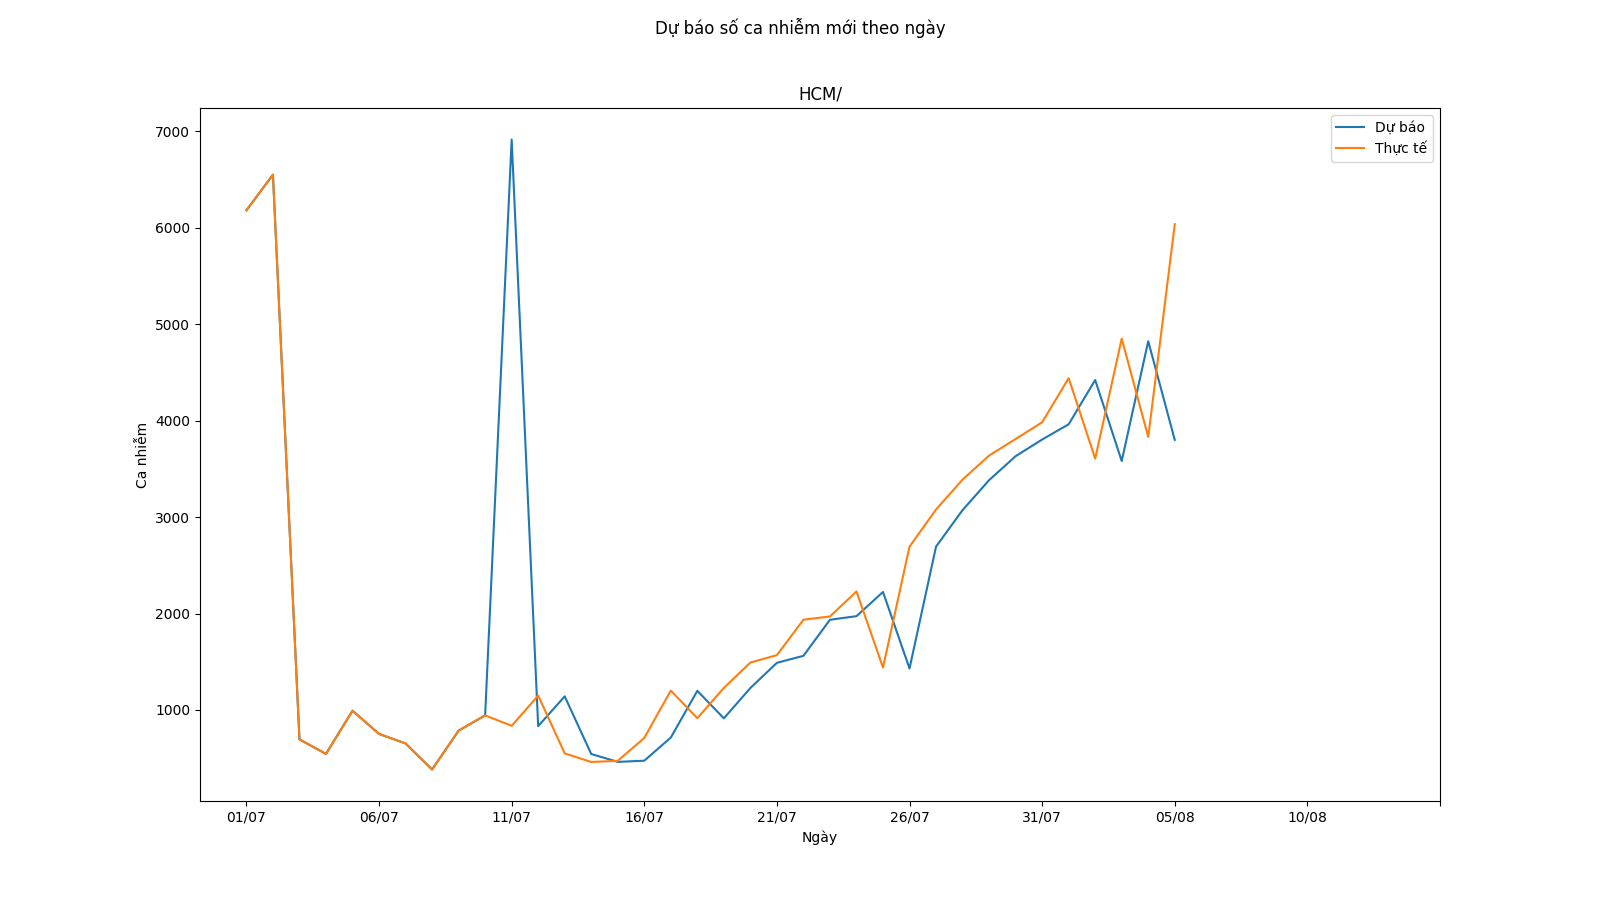 Dự báo số ca nhiễm mới theo ngày
HCM/
Dự báo
Thực tế
7000
6000
5000
4000
3000
2000
1000
Ca nhiễm
01/07 06/07 11/07 16/07 21/07 26/07 31/07 05/08 10/08
Ngày